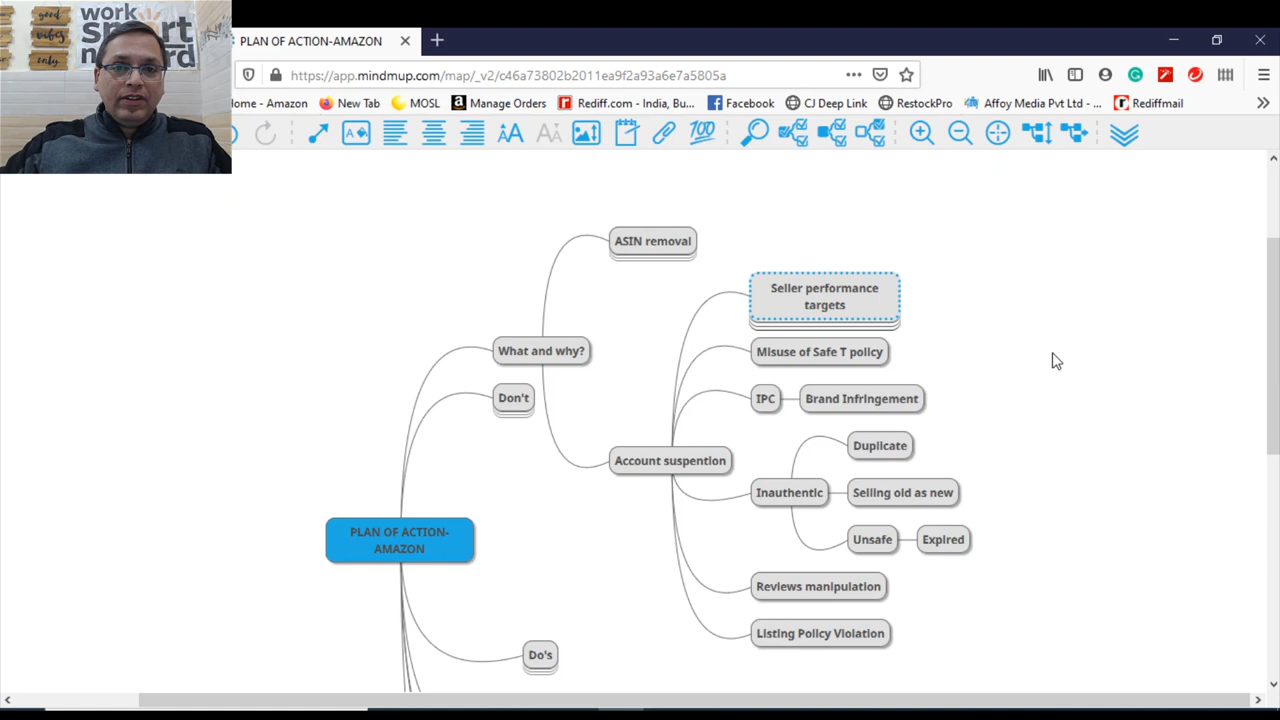 good
vibes
only
work
smart
PLAN OF ACTION-AMAZON
https://app.mindmup.com/map/_v2/c46a73802b2011ea9f2a93a6e7a5805a
Home - Amazon
New Tab
MOSL
Manage Orders
Rediff.com - India, Bu...
Facebook
CJ Deep Link
RestockPro
Affoy Media Pvt Ltd - ...
Rediffmail
ASIN removal
Seller performance
targets
What and why?
Misuse of Safe T policy
Don't
IPC
Brand Infringement
Duplicate
Account suspention
Inauthentic
Selling old as new
PLAN OF ACTION-
AMAZON
Unsafe
Expired
Reviews manipulation
Listing Policy Violation
Do's